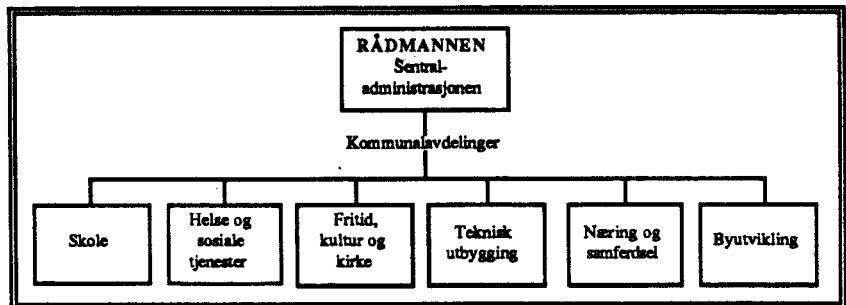 RÅDMANNEN
Sentral-
administrasjonen
Kommunalavdelinger
Skole
Helse og
sosiale
tjenester
Fritid,
kultur og
kirke
Teknisk
utbygging
Næring og
samferdsel
Byutvikling